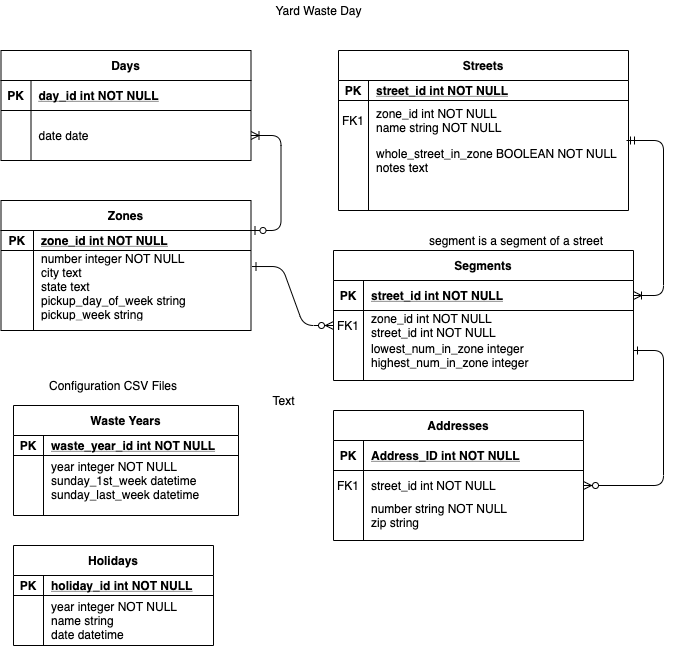 Yard Waste Day
Days
PK day_id int NOT NULL
date date
Streets
PK street_id int NOT NULL
FK1 zone_id int NOT NULL
name string NOT NULL
whole_street_in_zone BOOLEAN NOT NULL
notes text
Zones
PK zone_id int NOT NULL
number integer NOT NULL
city text
state text
pickup_day_of_week string
pickup_week string
segment is a segment of a street
Segments
PK street_id int NOT NULL
FK1 zone_id int NOT NULL
street_id int NOT NULL
lowest_num_in_zone integer
highest_num_in_zone integer
Configuration CSV Files
Text
Waste Years
PK waste_year_id int NOT NULL
year integer NOT NULL
sunday_1st_week datetime
sunday_last_week datetime
Addresses
PK Address_ID int NOT NULL
FK1 street_id int NOT NULL
number string NOT NULL
zip string
Holidays
PK holiday_id int NOT NULL
year integer NOT NULL
name string
date datetime